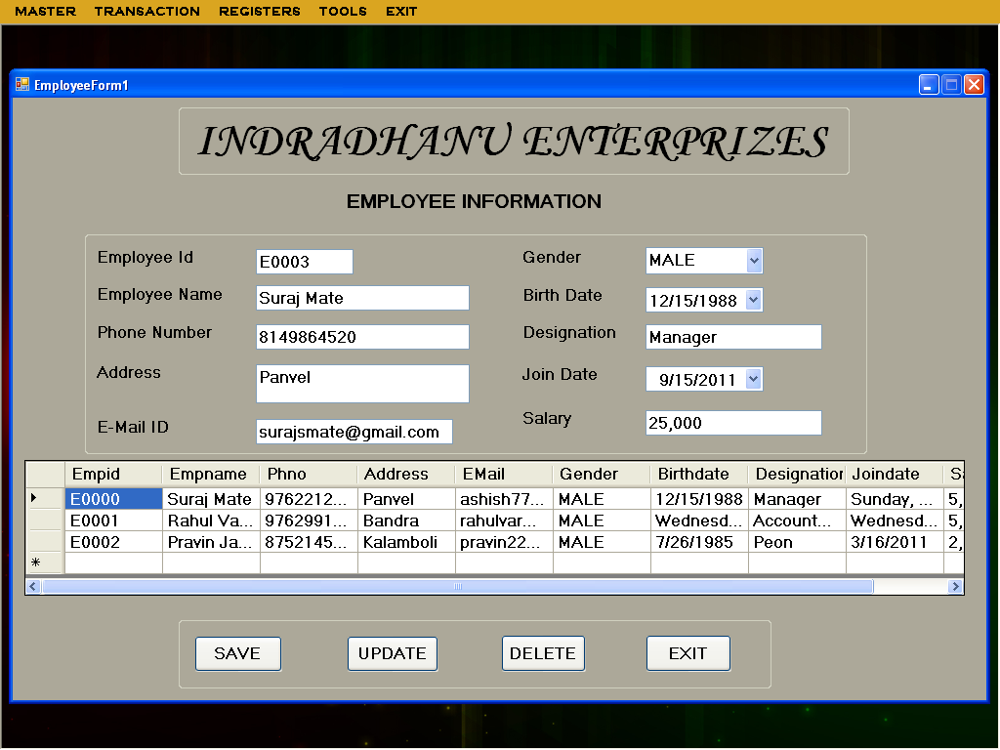 MASTER TRANSACTION REGISTERS TOOLS EXIT
EmployeeForm1
INDRADHANU ENTERPRIZES
EMPLOYEE INFORMATION
Employee Id E0003 Gender MALE
Employee Name Suraj Mate Birth Date 12/15/1988
Phone Number 8149864520 Designation Manager
Address Panvel Join Date 9/15/2011
E-Mail ID surajsmate@gmail.com Salary 25,000
Empid Empname Phno Address EMail Gender Birthdate Designation Joindate Sa
E0000 Suraj Mate 9762212... Panvel ashish77... MALE 12/15/1988 Manager Sunday, ... 5,
E0001 Rahul Va... 9762991... Bandra rahulvar... MALE Wednesd... Account... Wednesd... 5,
E0002 Pravin Ja... 8752145... Kalamboli pravin22... MALE 7/26/1985 Peon 3/16/2011 2,
SAVE UPDATE DELETE EXIT